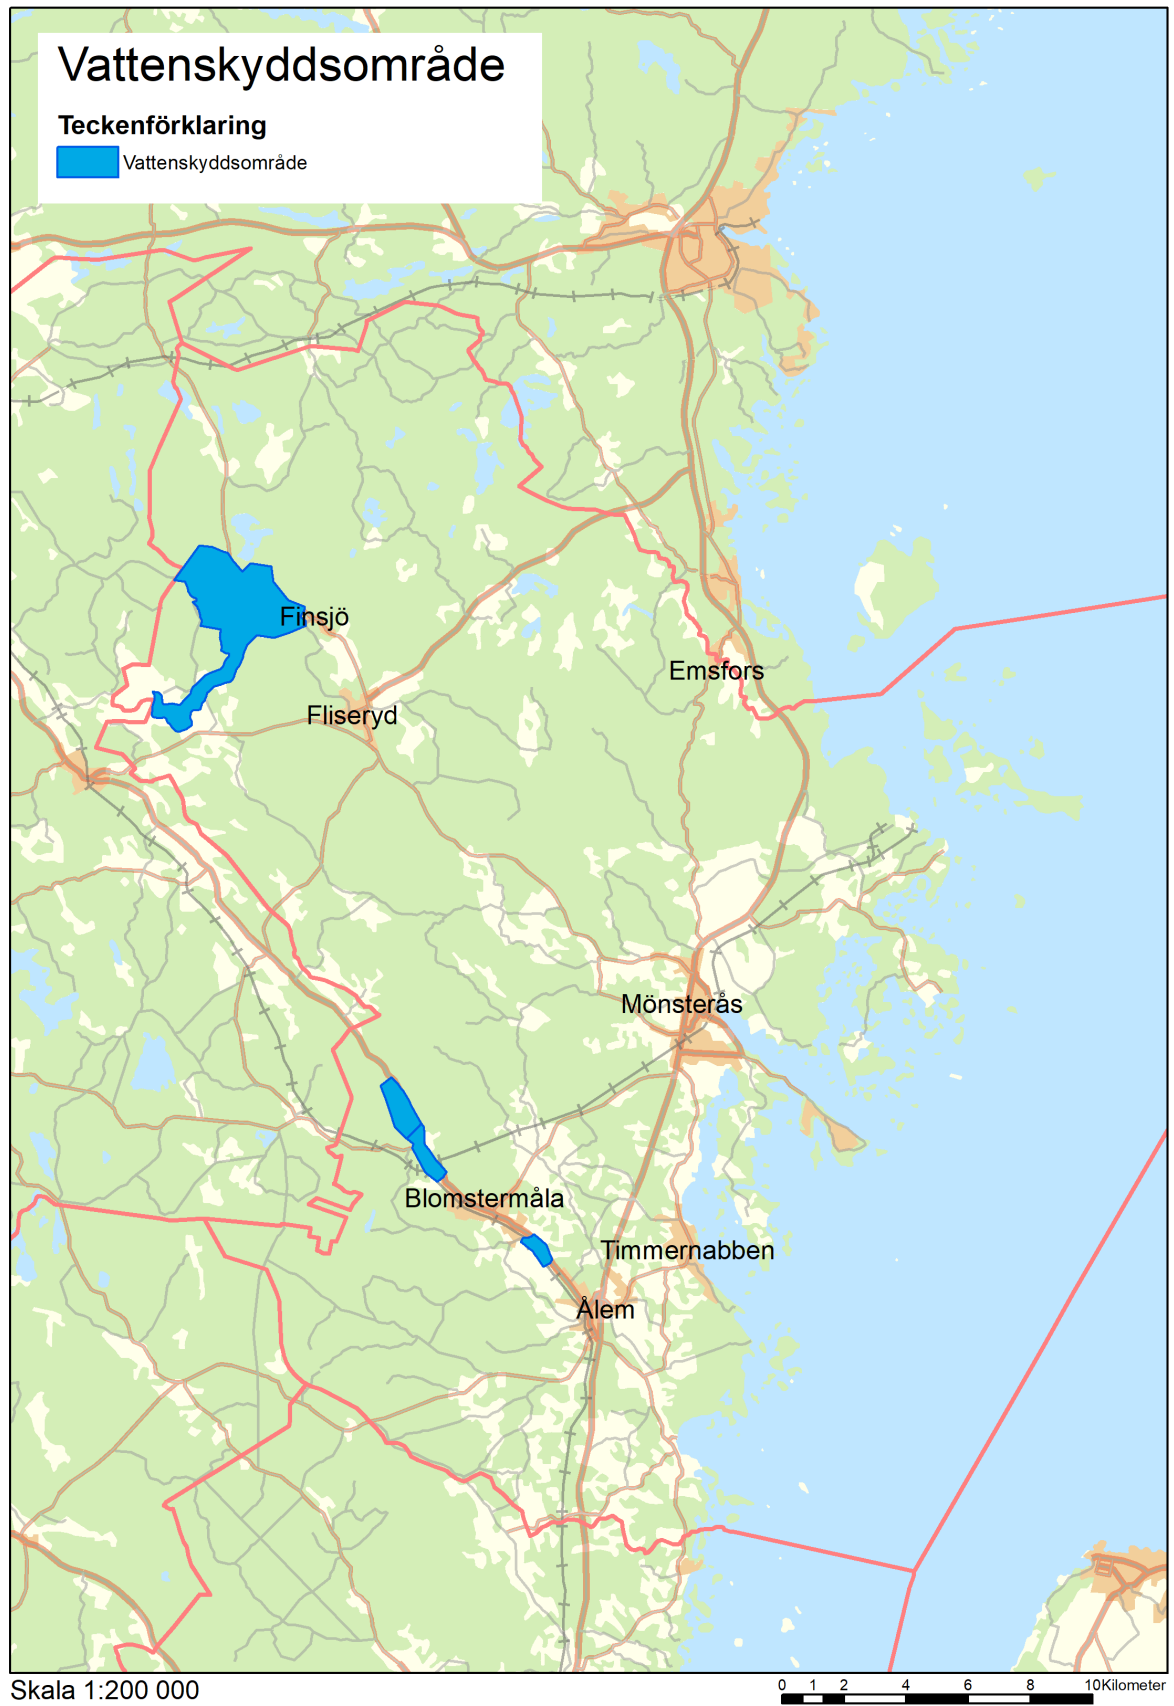 Vattenskyddsområde
Teckenförklaring
Vattenskyddsområde
Finsjö
Emsfors
Fliseryd
Mönsterås
Blomstermåla
Timmernabben
Ålem
Skala 1:200 000
0 1 2 4 6 8 10Kilometer